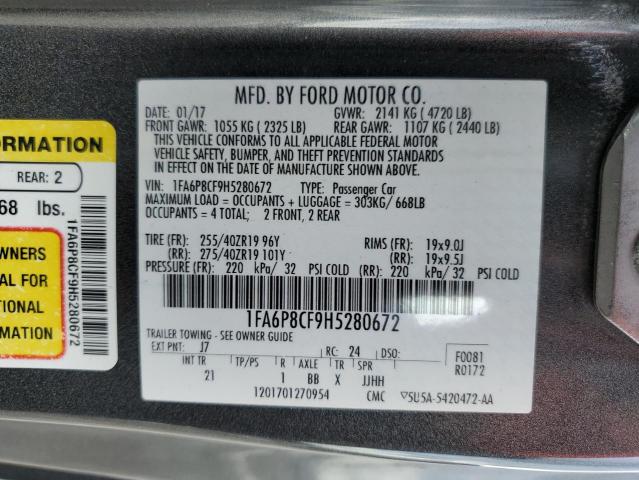 MFD. BY FORD MOTOR CO.
DATE: 01/17 GVWR: 2141 KG ( 4720 LB)
FRONT GAWR: 1055 KG ( 2325 LB) REAR GAWR: 1107 KG ( 2440 LB)
THIS VEHICLE CONFORMS TO ALL APPLICABLE FEDERAL MOTOR
VEHICLE SAFETY, BUMPER, AND THEFT PREVENTION STANDARDS
IN EFFECT ON THE DATE OF MANUFACTURE SHOWN ABOVE.
VIN: 1FA6P8CF9H5280672 TYPE: Passenger Car
MAXIMUM LOAD = OCCUPANTS + LUGGAGE = 303KG/ 668LB
OCCUPANTS = 4 TOTAL; 2 FRONT, 2 REAR
TIRE (FR): 255/40ZR19 96Y RIMS (FR): 19x9.0J
(RR): 275/40ZR19 101Y (RR): 19x9.5J
PRESSURE (FR): 220 kPa/ 32 PSI COLD (RR): 220 kPa/ 32 PSI COLD
1FA6P8CF9H5280672
TRAILER TOWING - SEE OWNER GUIDE
EXT PNT: J7 RC: 24 DSO:
F0081
R0172
INT TR TP/PS R AXLE TR SPR
21 1 BB X JJHH
1201701270954 CMC 5U5A-5420472-AA
ORMATION
REAR: 2
68 lbs.
WNERS
AL FOR
TIONAL
RMATION
1FA6P8CF9H5280672